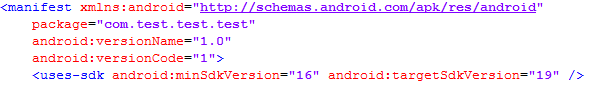 <manifest xmlns:android="http://schemas.android.com/apk/res/android"
package="com.test.test.test"
android:versionName="1.0"
android:versionCode="1">
<uses-sdk android:minSdkVersion="16" android:targetSdkVersion="19" />